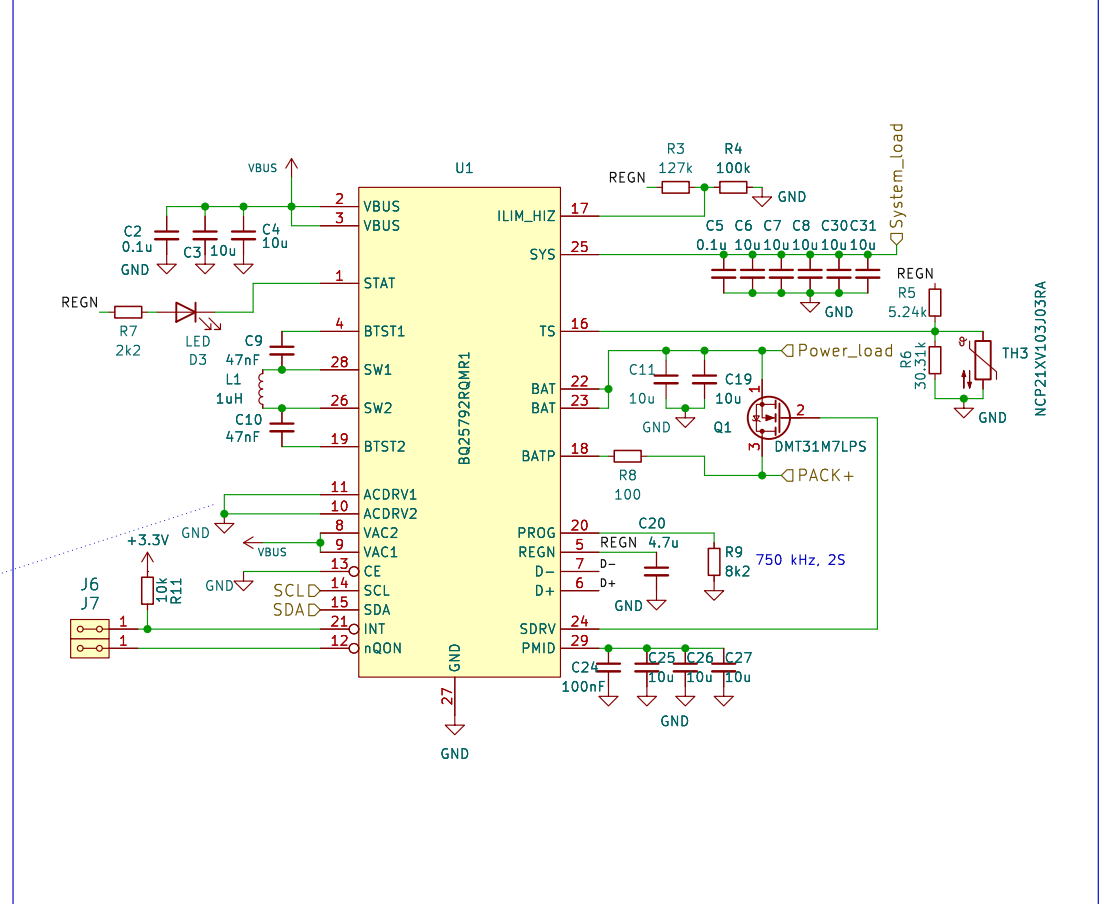 System_load
VBUS
U1
R3
R4
127k
100k
REGN
GND
2
VBUS
3
VBUS
C2
0.1u
C3
10u
C4
10u
GND
ILIM_HIZ
17
C5
C6
C7
C8
C30
C31
0.1u
10u
10u
10u
10u
10u
SYS
25
GND
1
STAT
REGN
R7
2k2
LED
D3
REGN
R5
5.24k
4
BTST1
TS
16
C9
47nF
R6
30.31k
TH3
NCP21XV103J03RA
GND
28
SW1
L1
1uH
26
SW2
C10
47nF
19
BTST2
BQ25792RQMR1
Power_load
C11
10u
C19
10u
GND
BAT
22
BAT
23
1
2
3
Q1
DMT31M7LPS
BATP
18
R8
100
PACK+
11
ACDRV1
10
ACDRV2
GND
8
VAC2
9
VAC1
VBUS
+3.3V
13
CE
GND
SCL
14
SCL
SDA
15
SDA
10k
R11
J6
J7
1
21
INT
1
12
nQON
PROG
20
C20
REGN
5
REGN
4.7u
R9
8k2
750 kHz, 2S
D-
7
D-
D+
6
D+
GND
SDRV
24
PMID
29
C24
100nF
C25
10u
C26
10u
C27
10u
GND
GND
27
GND